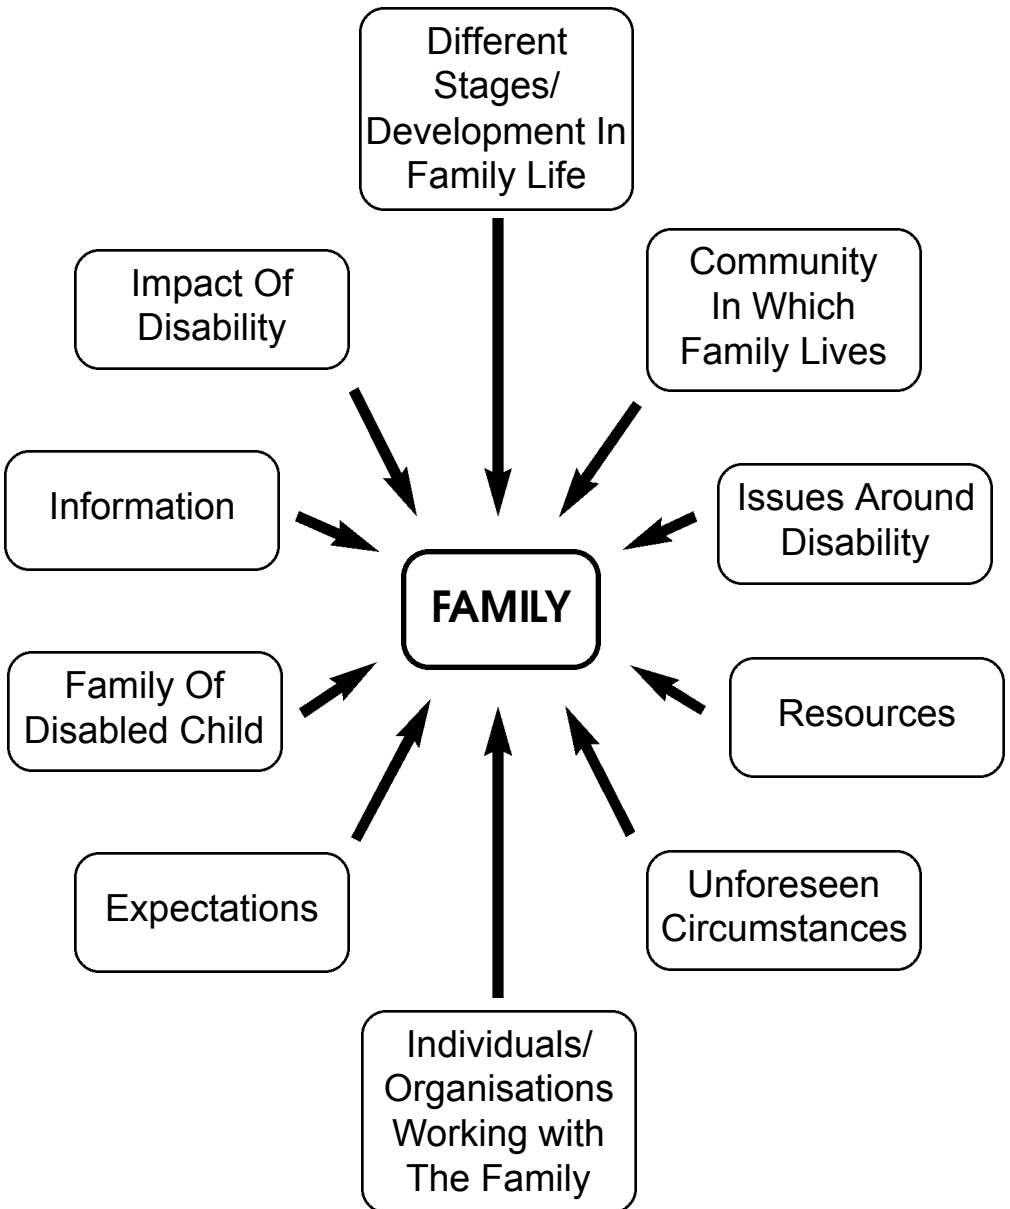 Different
Stages/
Development In
Family Life
Impact Of
Disability
Community
In Which
Family Lives
Information
Issues Around
Disability
FAMILY
Family Of
Disabled Child
Resources
Expectations
Unforeseen
Circumstances
Individuals/
Organisations
Working with
The Family